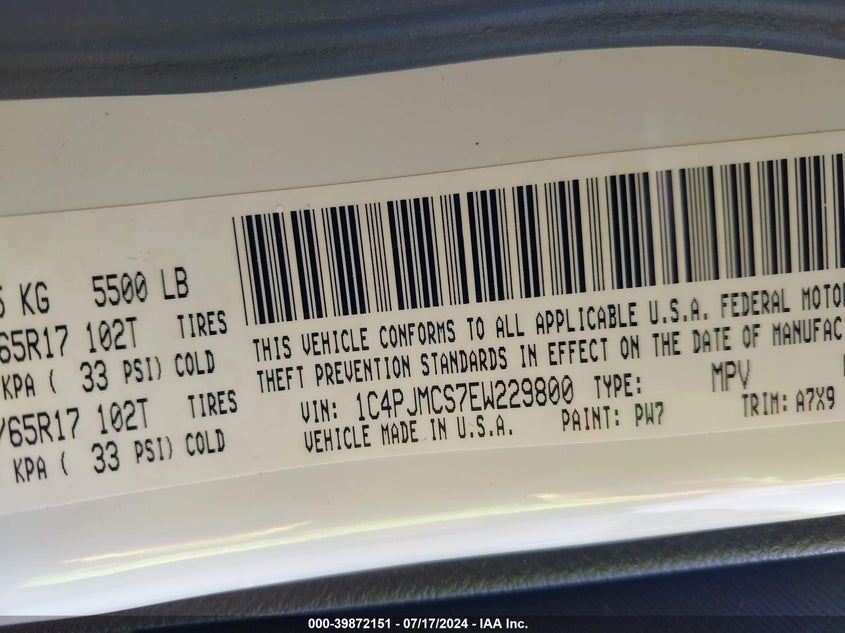 5 KG 5500 LB
/65R17 102T TIRES
KPA ( 33 PSI) COLD
/65R17 102T TIRES
KPA ( 33 PSI) COLD
THIS VEHICLE CONFORMS TO ALL APPLICABLE U.S.A. FEDERAL MOTOR
THEFT PREVENTION STANDARDS IN EFFECT ON THE DATE OF MANUFAC
VIN: 1C4PJMCS7EW229800 TYPE: MPV
VEHICLE MADE IN U.S.A. PAINT: PW7 TRIM: A7X9
000-39872151 - 07/17/2024 - IAA Inc.